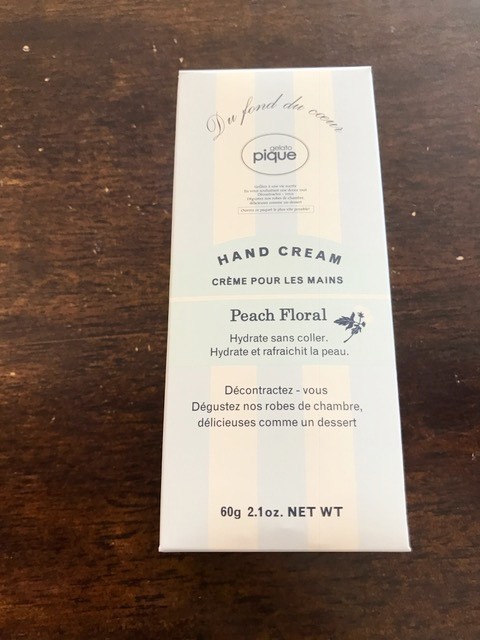 Du fond du cœur
gelato
pique
HAND CREAM
CRÈME POUR LES MAINS
Peach Floral
Hydrate sans coller.
Hydrate et rafraichit la peau.
Décontractez - vous
Dégustez nos robes de chambre,
délicieuses comme un dessert
60g 2.1oz. NET WT